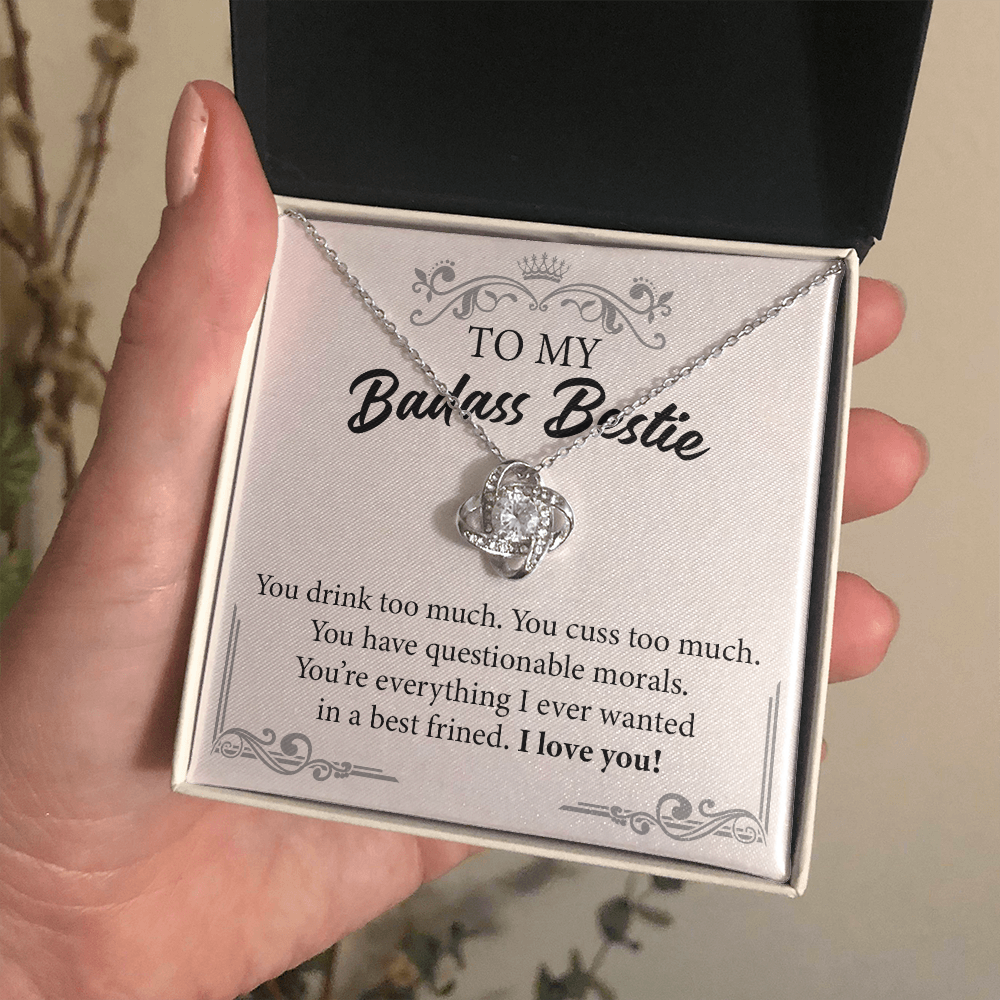 TO MY
Badass Bestie
You drink too much. You cuss too much.
You have questionable morals.
You're everything I ever wanted
in a best frined. I love you!